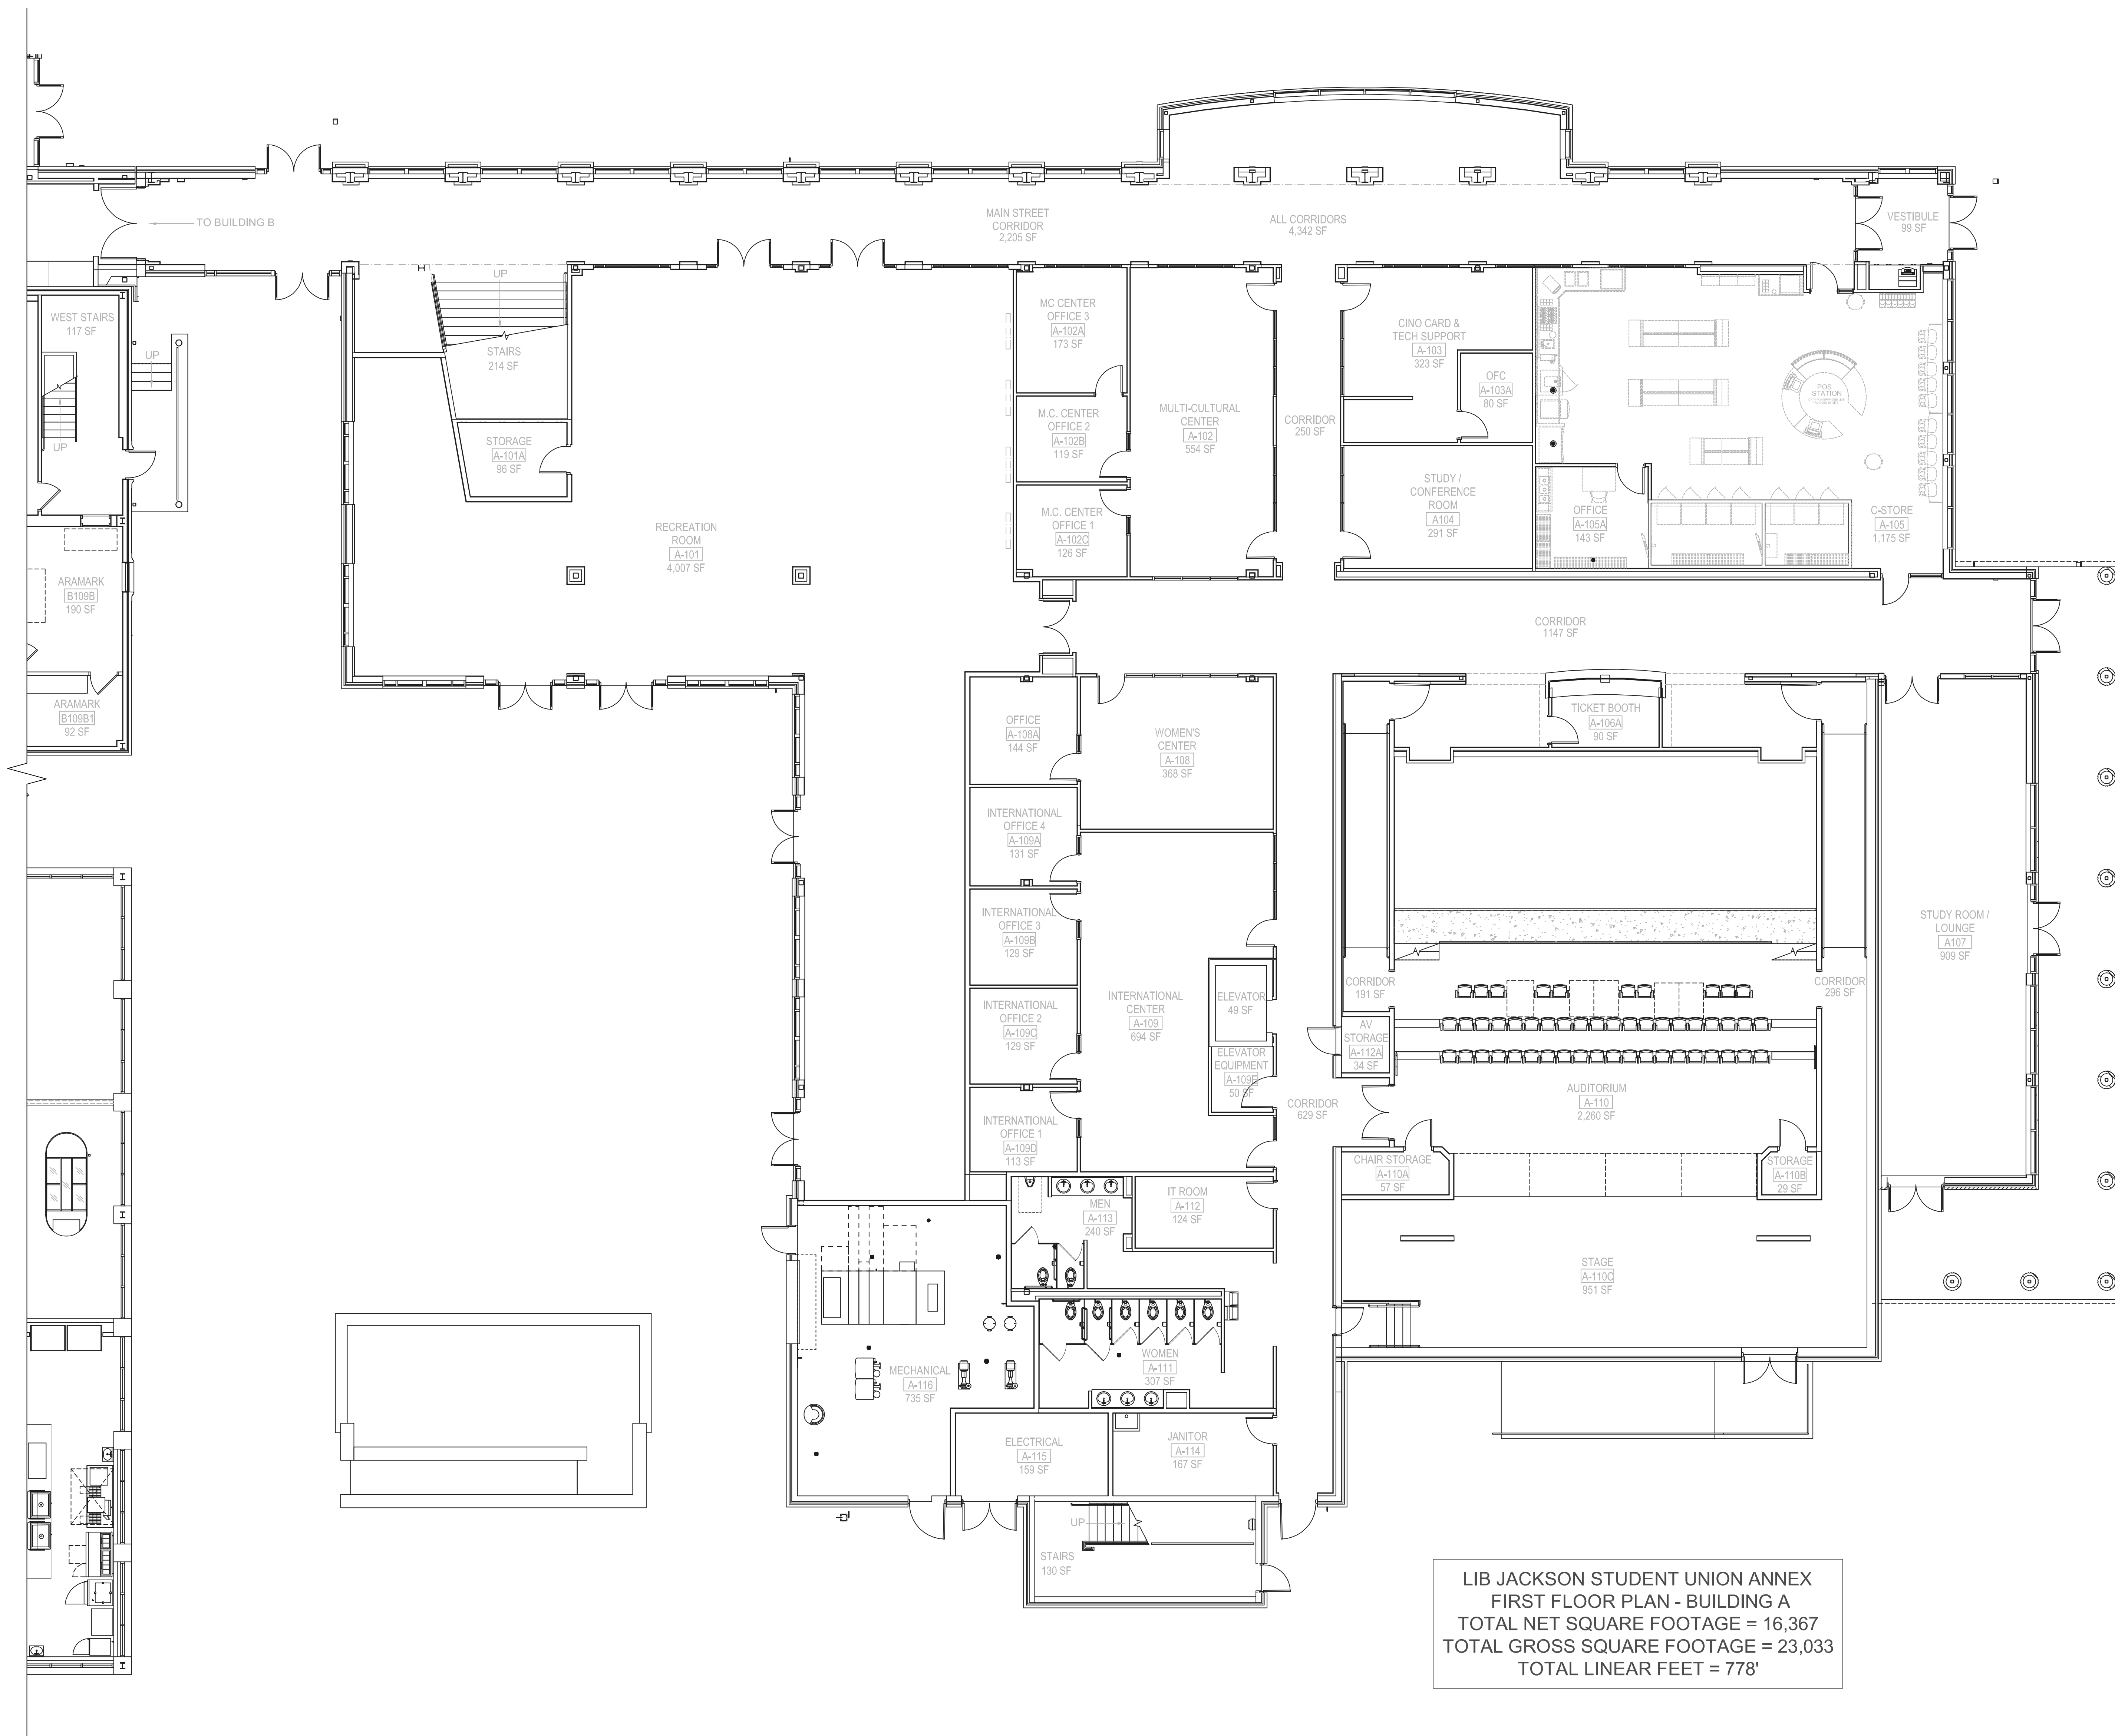 TO BUILDING B
MAIN STREET
CORRIDOR
2,205 SF
ALL CORRIDORS
4,342 SF
VESTIBULE
99 SF
WEST STAIRS
117 SF
UP
UP
UP
STAIRS
214 SF
STORAGE
A-101A
96 SF
RECREATION
ROOM
A-101
4,007 SF
MC CENTER
OFFICE 3
A-102A
173 SF
M.C. CENTER
OFFICE 2
A-102B
119 SF
M.C. CENTER
OFFICE 1
A-102C
126 SF
MULTI-CULTURAL
CENTER
A-102
554 SF
CORRIDOR
250 SF
CINO CARD &
TECH SUPPORT
A-103
323 SF
OFC
A-103A
80 SF
STUDY /
CONFERENCE
ROOM
A104
291 SF
POS
STATION
OFFICE
A-105A
143 SF
C-STORE
A-105
1,175 SF
ARAMARK
B109B
190 SF
ARAMARK
B109B1
92 SF
CORRIDOR
1147 SF
OFFICE
A-108A
144 SF
WOMEN'S
CENTER
A-108
368 SF
TICKET BOOTH
A-106A
90 SF
INTERNATIONAL
OFFICE 4
A-109A
131 SF
INTERNATIONAL
OFFICE 3
A-109B
129 SF
INTERNATIONAL
OFFICE 2
A-109C
129 SF
INTERNATIONAL
OFFICE 1
A-109D
113 SF
INTERNATIONAL
CENTER
A-109
694 SF
ELEVATOR
49 SF
ELEVATOR
EQUIPMENT
A-109E
50 SF
CORRIDOR
629 SF
CORRIDOR
191 SF
AV
STORAGE
A-112A
34 SF
CORRIDOR
296 SF
STUDY ROOM /
LOUNGE
A107
909 SF
AUDITORIUM
A-110
2,260 SF
CHAIR STORAGE
A-110A
57 SF
STORAGE
A-110B
29 SF
STAGE
A-110C
951 SF
MEN
A-113
240 SF
IT ROOM
A-112
124 SF
WOMEN
A-111
307 SF
MECHANICAL
A-116
735 SF
ELECTRICAL
A-115
159 SF
JANITOR
A-114
167 SF
UP
STAIRS
130 SF
LIB JACKSON STUDENT UNION ANNEX
FIRST FLOOR PLAN - BUILDING A
TOTAL NET SQUARE FOOTAGE = 16,367
TOTAL GROSS SQUARE FOOTAGE = 23,033
TOTAL LINEAR FEET = 778'